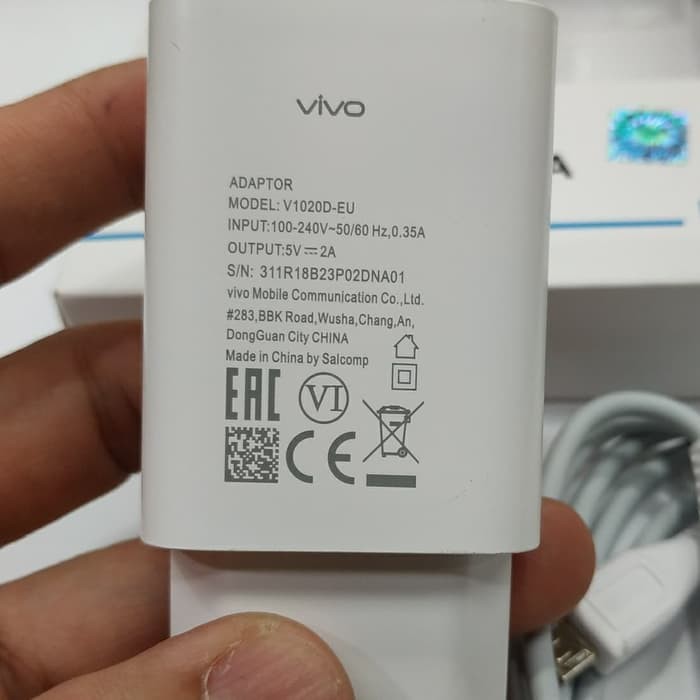 vivo
ADAPTOR
MODEL: V1020D-EU
INPUT:100-240V~50/60 Hz,0.35A
OUTPUT:5V⎓2A
S/N: 311R18B23P02DNA01
vivo Mobile Communication Co.,Ltd.
#283,BBK Road,Wusha,Chang,An,
DongGuan City CHINA
Made in China by Salcomp
EAC
VI
CE
A